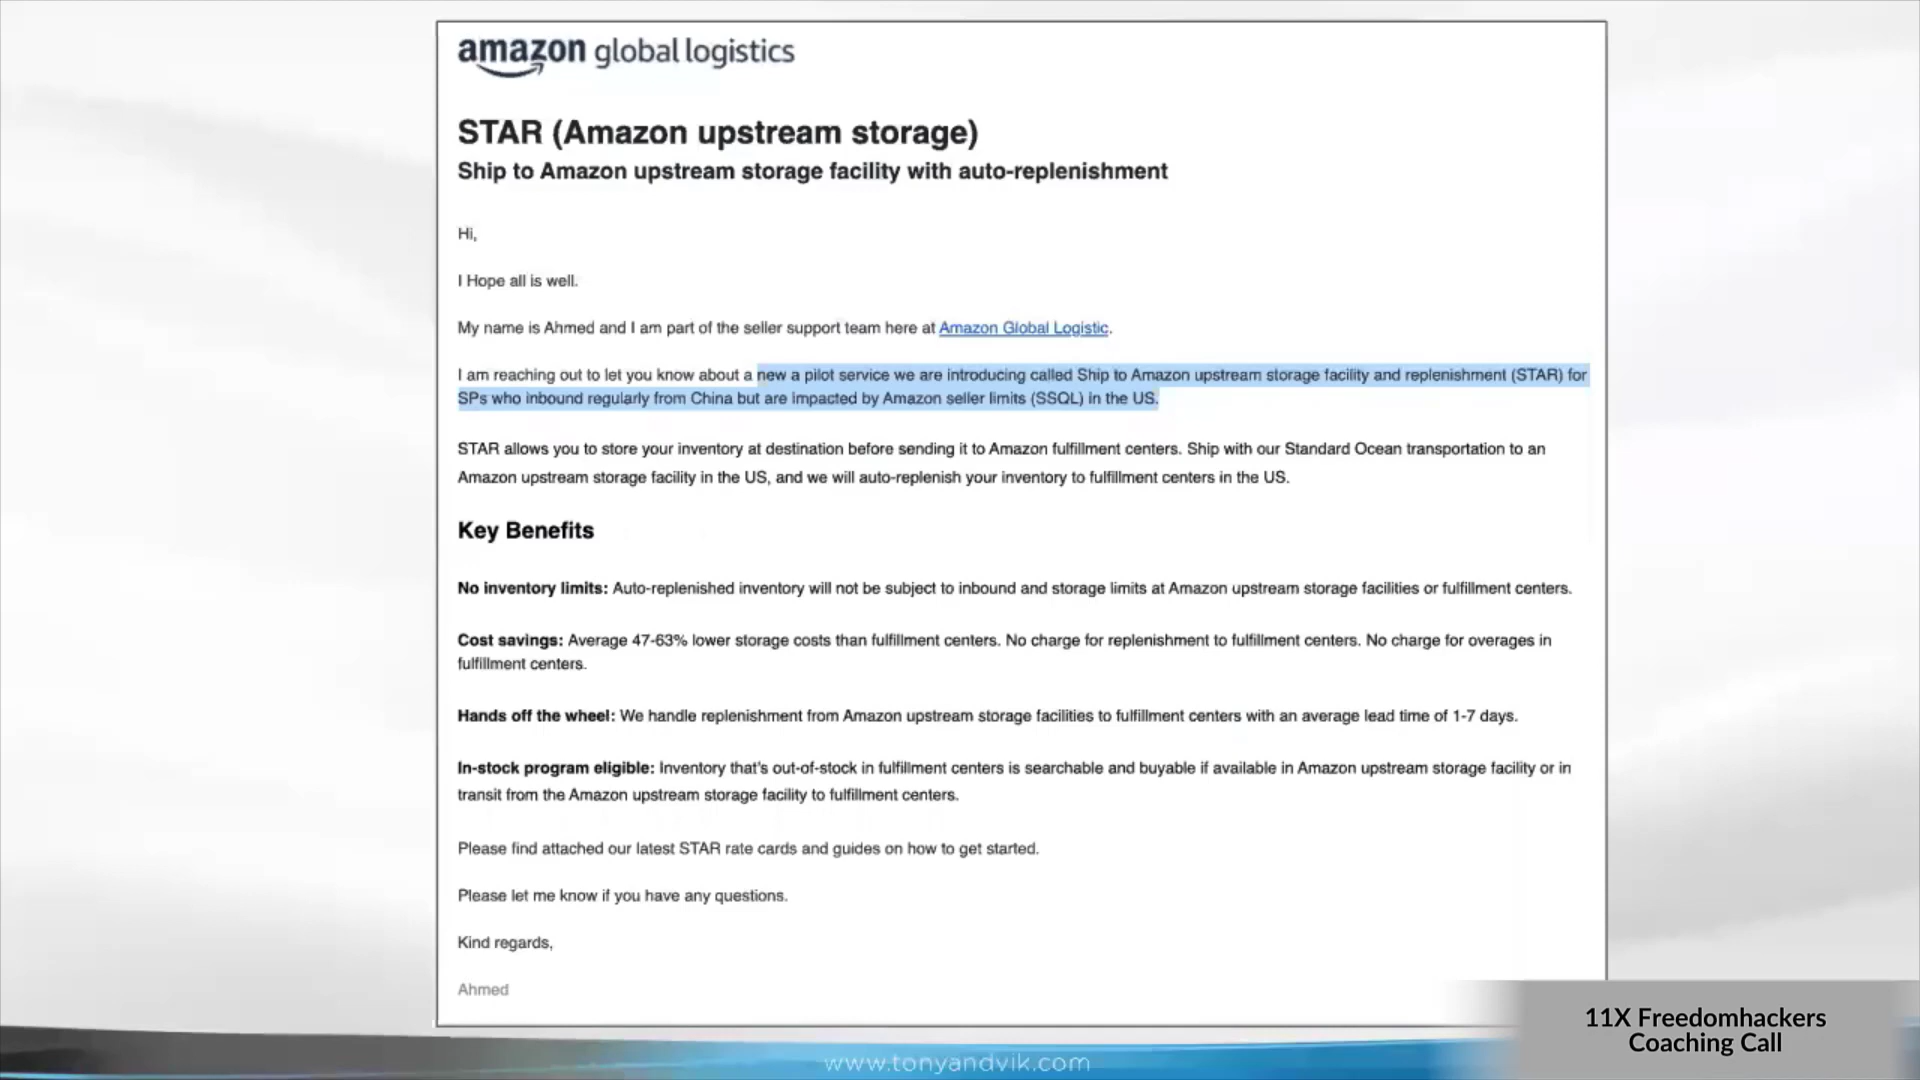 amazon global logistics
STAR (Amazon upstream storage)
Ship to Amazon upstream storage facility with auto-replenishment
Hi,
I Hope all is well.
My name is Ahmed and I am part of the seller support team here at Amazon Global Logistic.
I am reaching out to let you know about a new a pilot service we are introducing called Ship to Amazon upstream storage facility and replenishment (STAR) for
SPs who inbound regularly from China but are impacted by Amazon seller limits (SSQL) in the US.
STAR allows you to store your inventory at destination before sending it to Amazon fulfillment centers. Ship with our Standard Ocean transportation to an
Amazon upstream storage facility in the US, and we will auto-replenish your inventory to fulfillment centers in the US.
Key Benefits
No inventory limits: Auto-replenished inventory will not be subject to inbound and storage limits at Amazon upstream storage facilities or fulfillment centers.
Cost savings: Average 47-63% lower storage costs than fulfillment centers. No charge for replenishment to fulfillment centers. No charge for overages in
fulfillment centers.
Hands off the wheel: We handle replenishment from Amazon upstream storage facilities to fulfillment centers with an average lead time of 1-7 days.
In-stock program eligible: Inventory that's out-of-stock in fulfillment centers is searchable and buyable if available in Amazon upstream storage facility or in
transit from the Amazon upstream storage facility to fulfillment centers.
Please find attached our latest STAR rate cards and guides on how to get started.
Please let me know if you have any questions.
Kind regards,
Ahmed
11X Freedomhackers
Coaching Call
www.tonyandvik.com